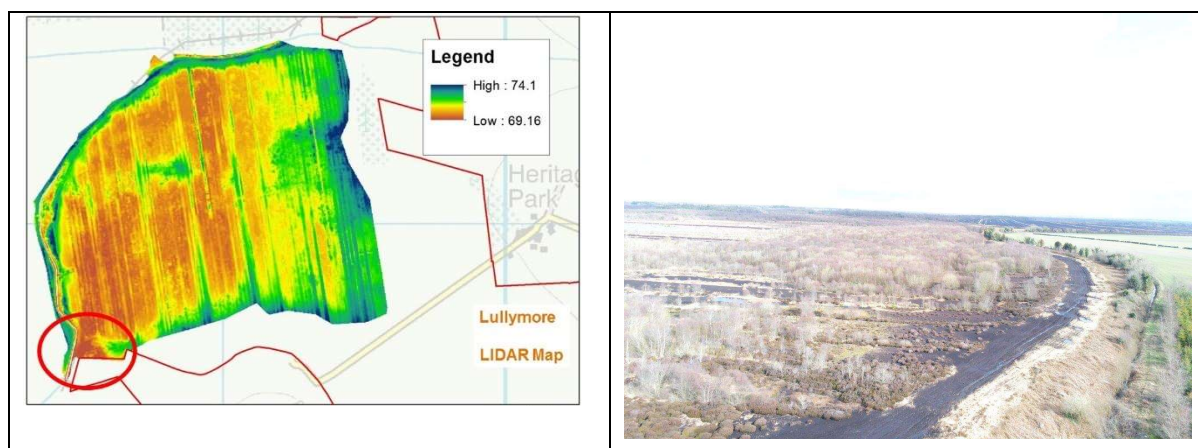 Legend
High : 74.1
Low : 69.16
Heritag
Park
Lullymore
LIDAR Map